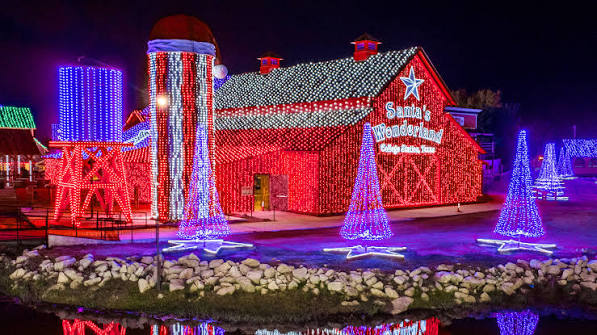 Santa's
Wonderland
College Station, Texas